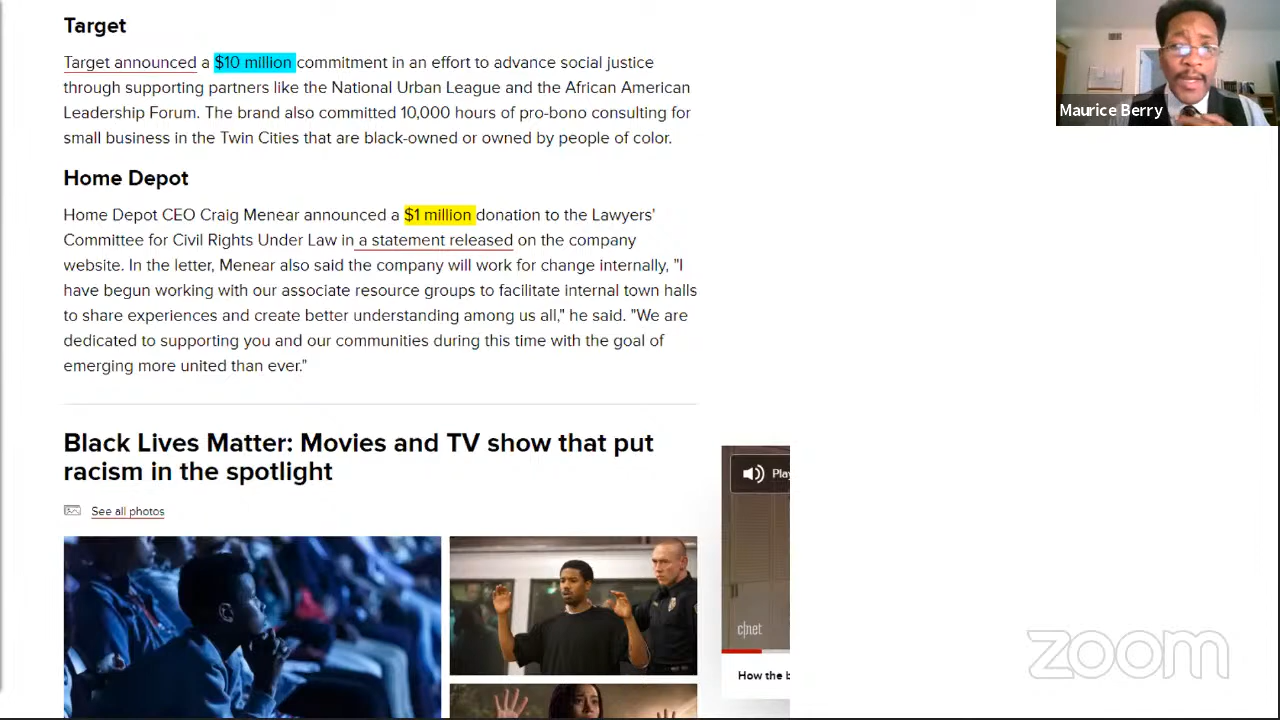 Target
Target announced a $10 million commitment in an effort to advance social justice
through supporting partners like the National Urban League and the African American
Leadership Forum. The brand also committed 10,000 hours of pro-bono consulting for
small business in the Twin Cities that are black-owned or owned by people of color.
Home Depot
Home Depot CEO Craig Menear announced a $1 million donation to the Lawyers'
Committee for Civil Rights Under Law in a statement released on the company
website. In the letter, Menear also said the company will work for change internally, "I
have begun working with our associate resource groups to facilitate internal town halls
to share experiences and create better understanding among us all," he said. "We are
dedicated to supporting you and our communities during this time with the goal of
emerging more united than ever."
Black Lives Matter: Movies and TV show that put
racism in the spotlight
See all photos
Pla
c|net
How the b
Maurice Berry
zoom